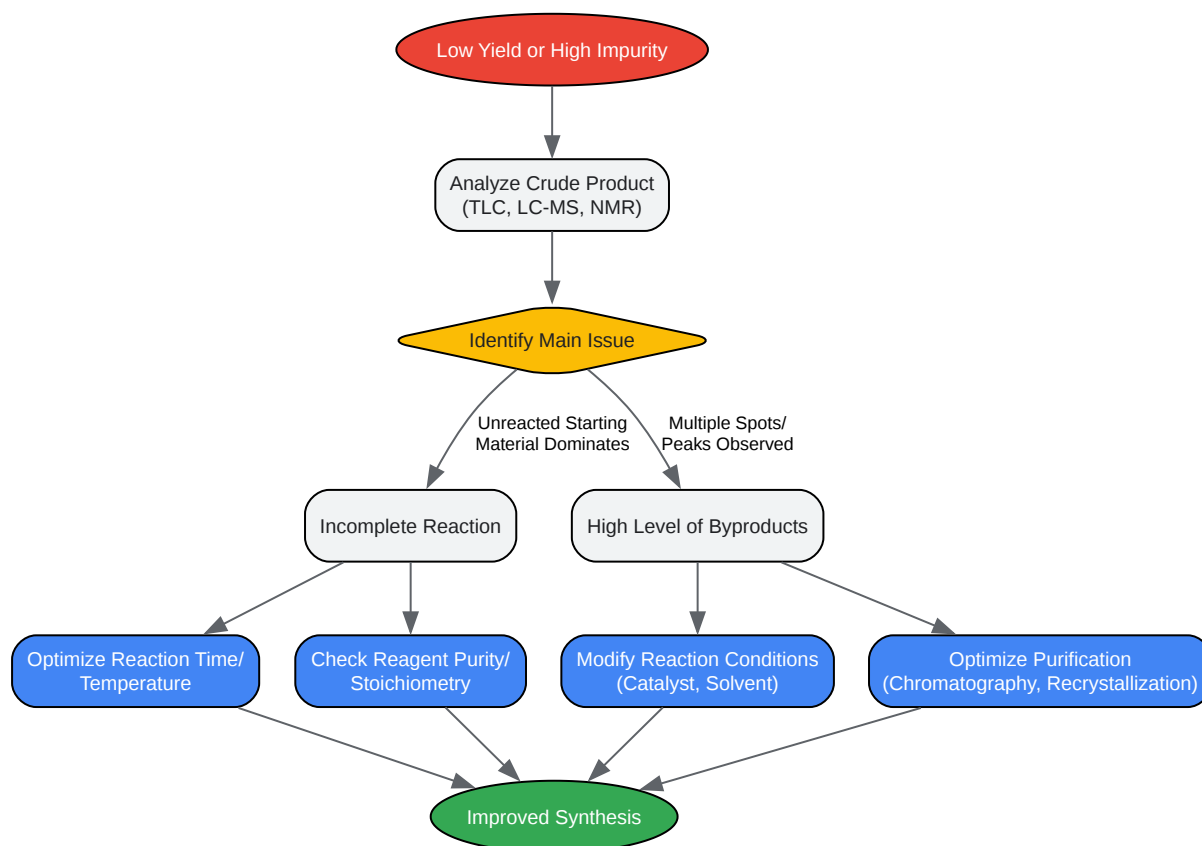 Low Yield or High Impurity
Analyze Crude Product
(TLC, LC-MS, NMR)
Identify Main Issue
Unreacted Starting
Material Dominates
Multiple Spots/
Peaks Observed
Incomplete Reaction
High Level of Byproducts
Optimize Reaction Time/
Temperature
Check Reagent Purity/
Stoichiometry
Modify Reaction Conditions
(Catalyst, Solvent)
Optimize Purification
(Chromatography, Recrystallization)
Improved Synthesis